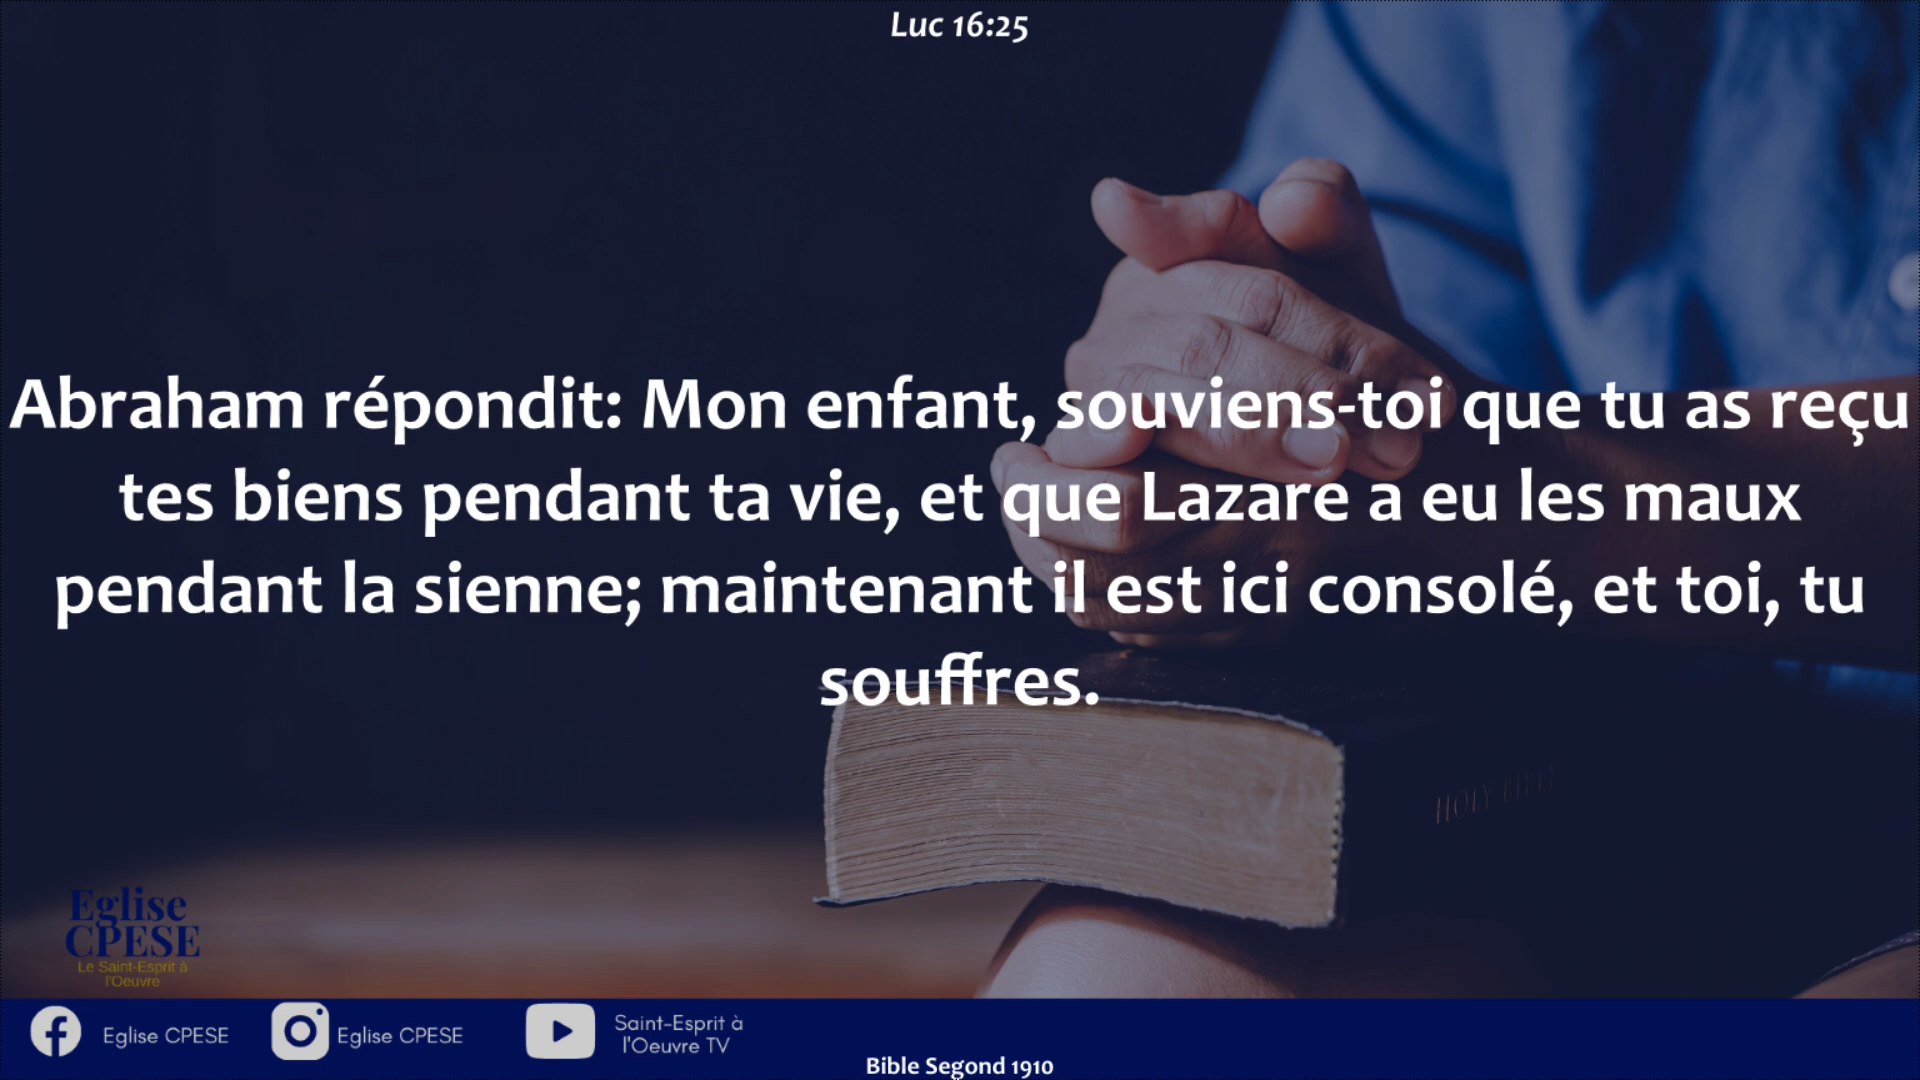 Luc 16:25
Abraham répondit: Mon enfant, souviens-toi que tu as reçu
tes biens pendant ta vie, et que Lazare a eu les maux
pendant la sienne; maintenant il est ici consolé, et toi, tu
souffres.
HOLY BIBLE
Eglise
CPESE
Le Saint-Esprit à
l'Oeuvre
Eglise CPESE
Eglise CPESE
Saint-Esprit à
l'Oeuvre TV
Bible Segond 1910